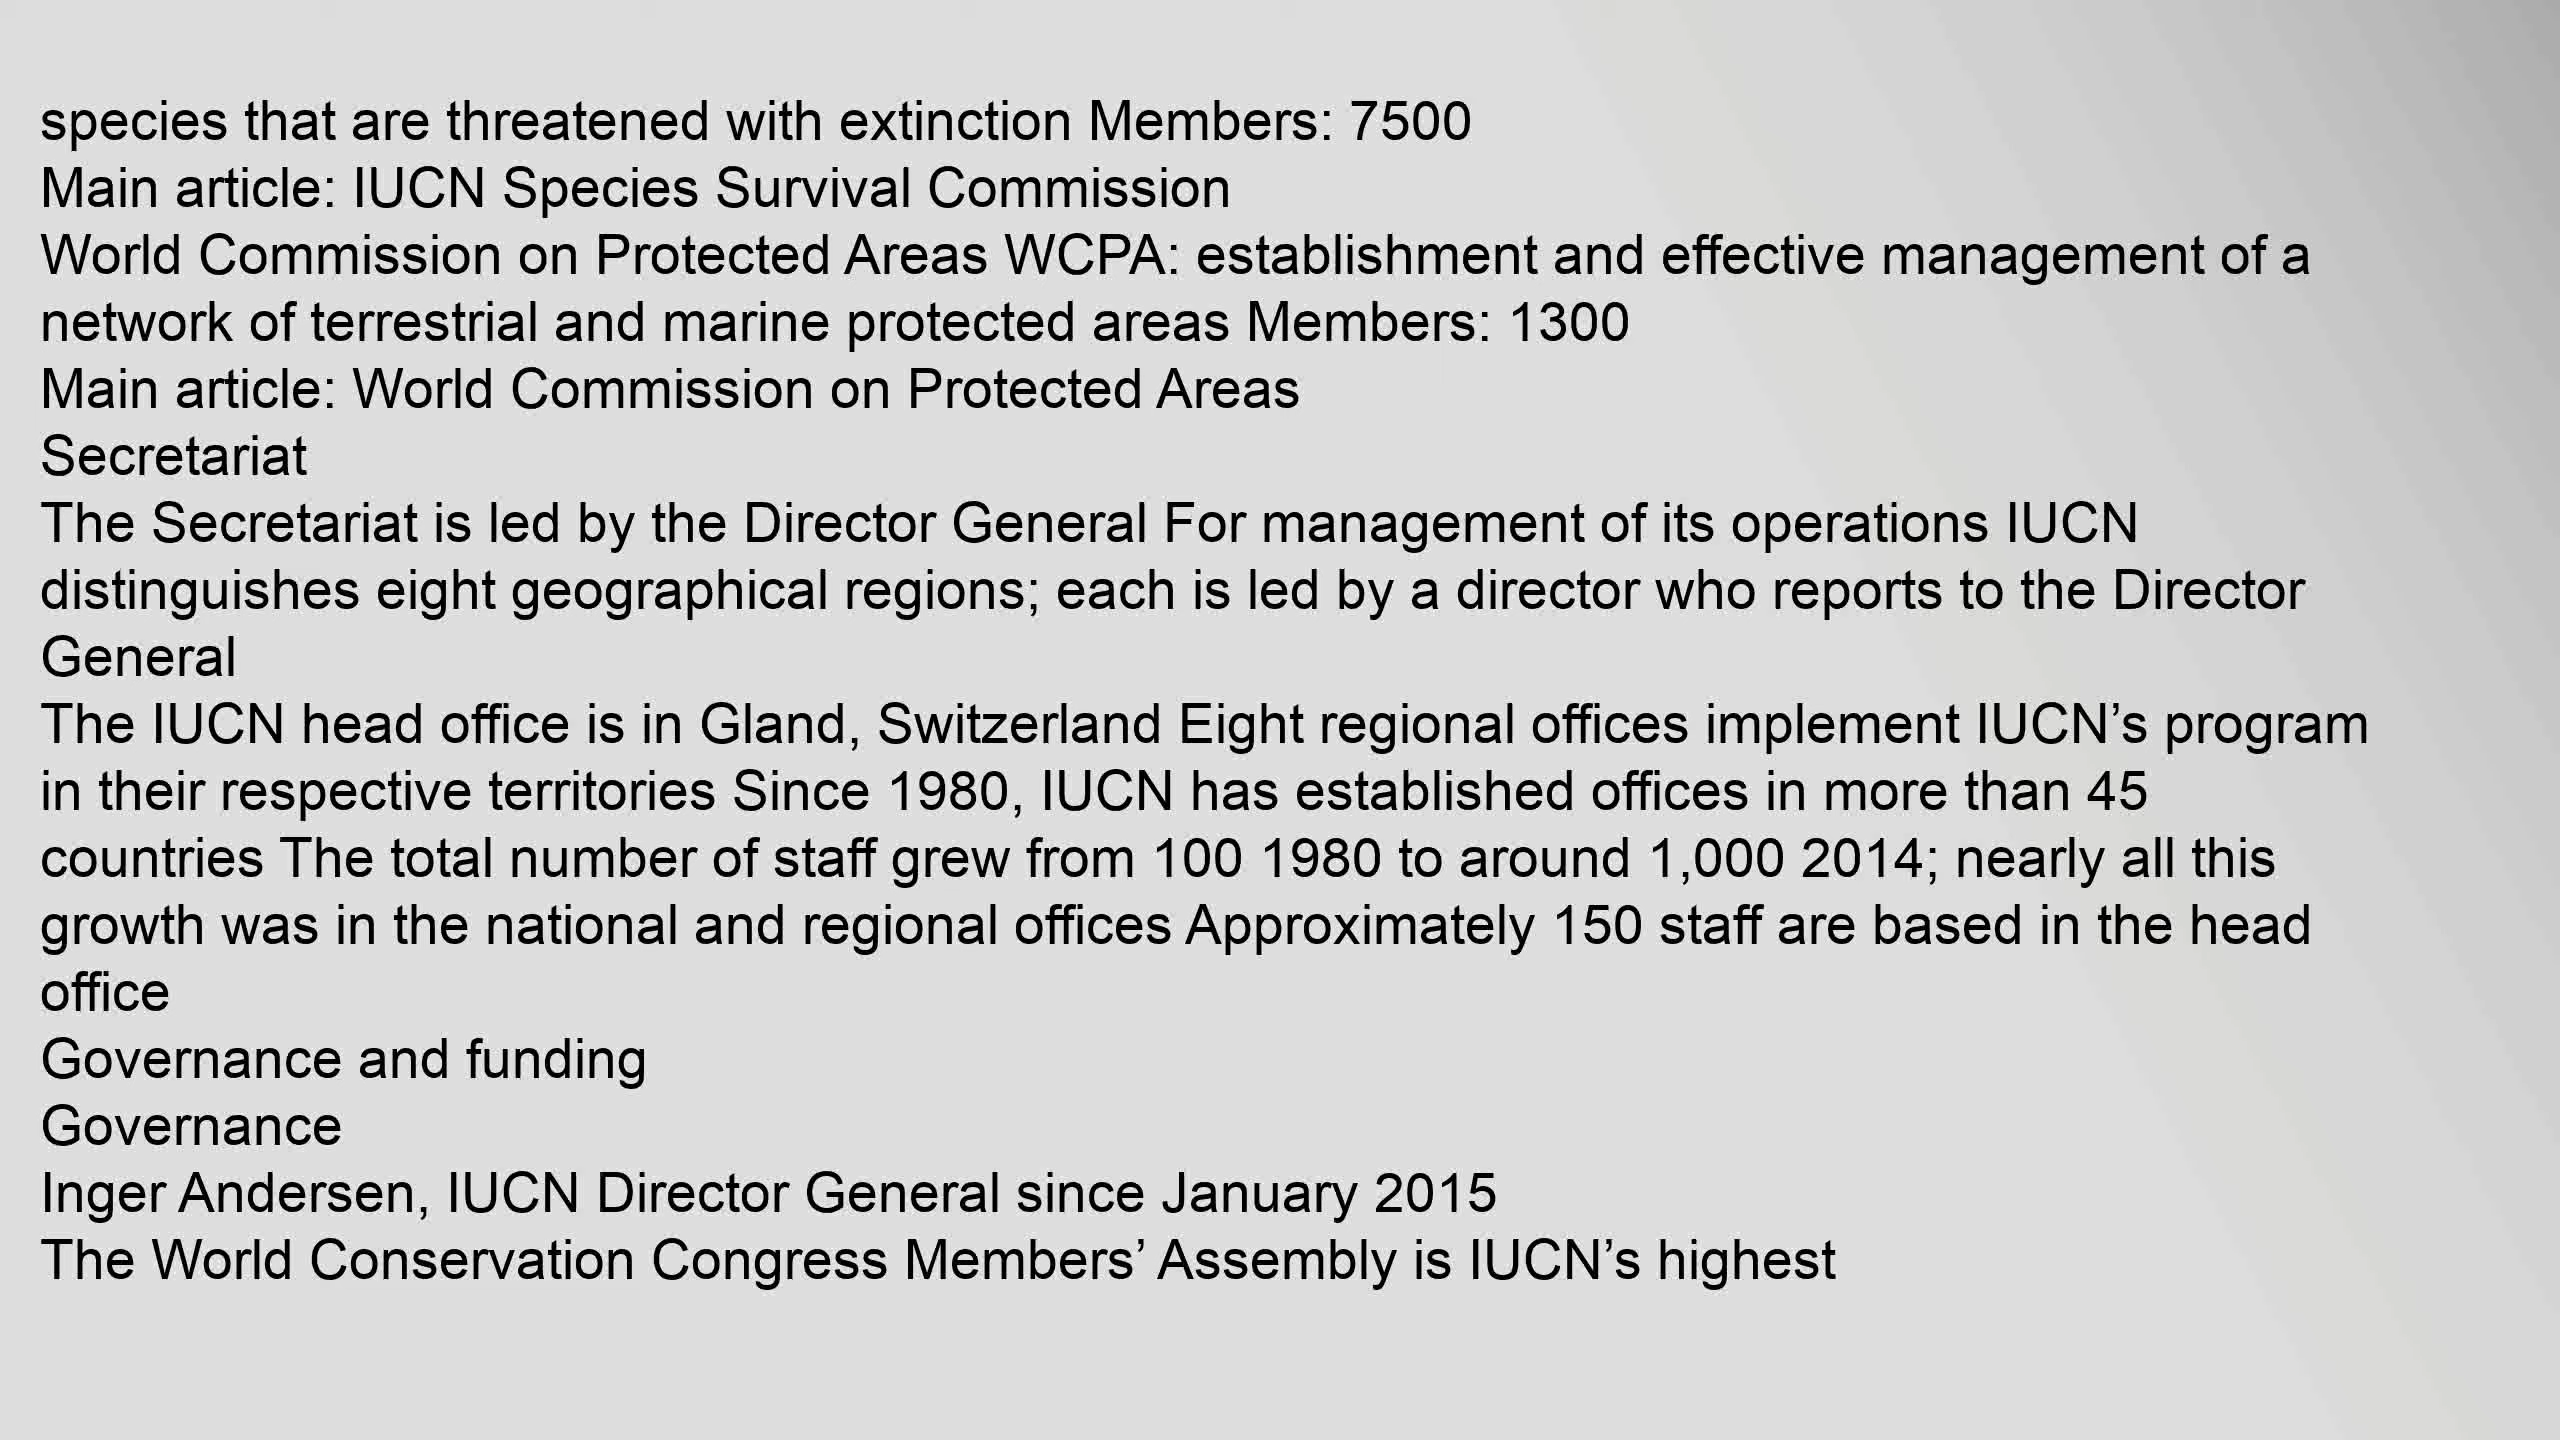 species that are threatened with extinction Members: 7500
Main article: IUCN Species Survival Commission
World Commission on Protected Areas WCPA: establishment and effective management of a
network of terrestrial and marine protected areas Members: 1300
Main article: World Commission on Protected Areas
Secretariat
The Secretariat is led by the Director General For management of its operations IUCN
distinguishes eight geographical regions; each is led by a director who reports to the Director
General
The IUCN head office is in Gland, Switzerland Eight regional offices implement IUCN’s program
in their respective territories Since 1980, IUCN has established offices in more than 45
countries The total number of staff grew from 100 1980 to around 1,000 2014; nearly all this
growth was in the national and regional offices Approximately 150 staff are based in the head
office
Governance and funding
Governance
Inger Andersen, IUCN Director General since January 2015
The World Conservation Congress Members’ Assembly is IUCN’s highest